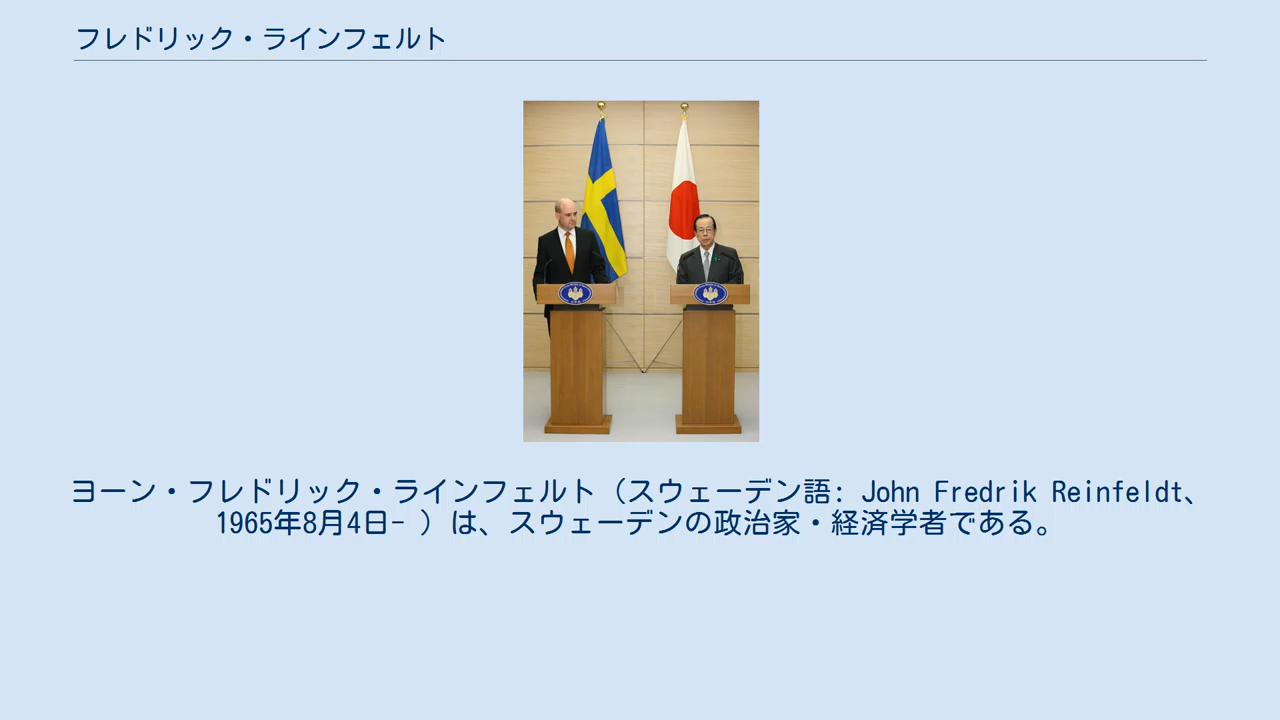 フレドリック・ラインフェルト
ヨーン・フレドリック・ラインフェルト（スウェーデン語: John Fredrik Reinfeldt、
1965年8月4日- ）は、スウェーデンの政治家・経済学者である。